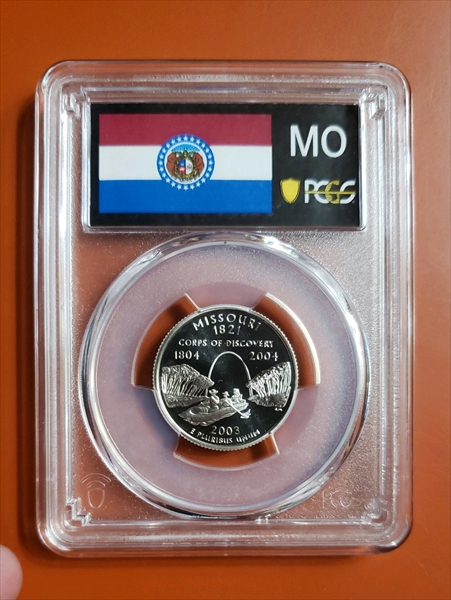 MO
PCGS
MISSOURI
1821
CORPS OF DISCOVERY
1804 2004
2003
E PLURIBUS UNUM